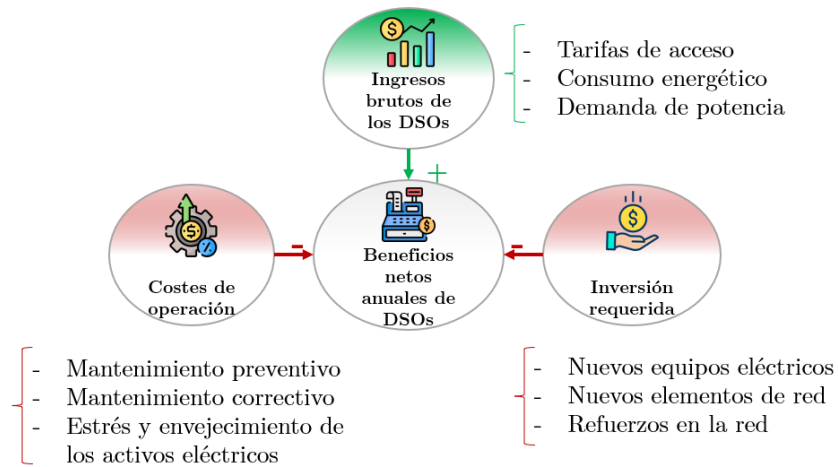 Ingresos
brutos de
los DSOs
- Tarifas de acceso
- Consumo energético
- Demanda de potencia
+
Costes de
operación
-
Beneficios
netos
anuales de
DSOs
-
Inversión
requerida
- Mantenimiento preventivo
- Mantenimiento correctivo
- Estrés y envejecimiento de
los activos eléctricos
- Nuevos equipos eléctricos
- Nuevos elementos de red
- Refuerzos en la red